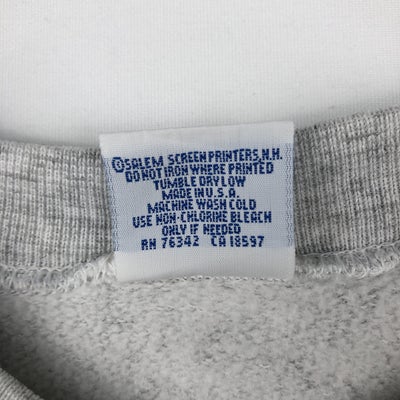 ©SALEM SCREEN PRINTERS, N.H.
DO NOT IRON WHERE PRINTED
TUMBLE DRY LOW
MADE IN U.S.A.
MACHINE WASH COLD
USE NON-CHLORINE BLEACH
ONLY IF NEEDED
RN 76342 CA 18597